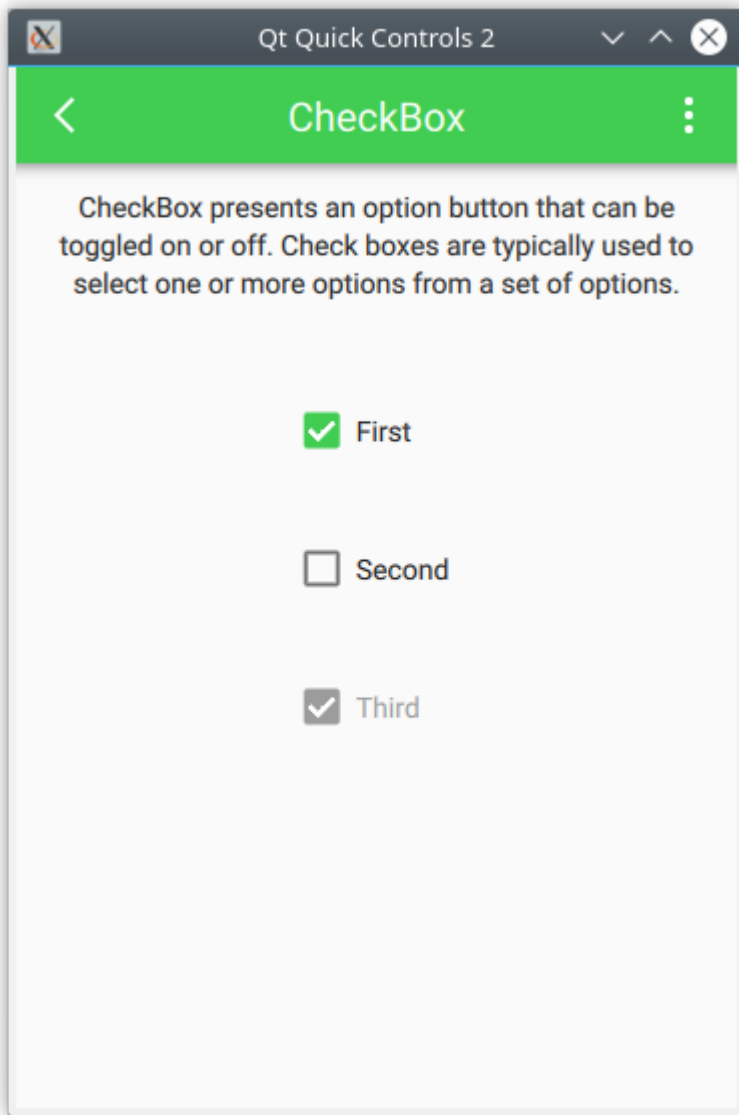 Qt Quick Controls 2
CheckBox
CheckBox presents an option button that can be
toggled on or off. Check boxes are typically used to
select one or more options from a set of options.
First
Second
Third